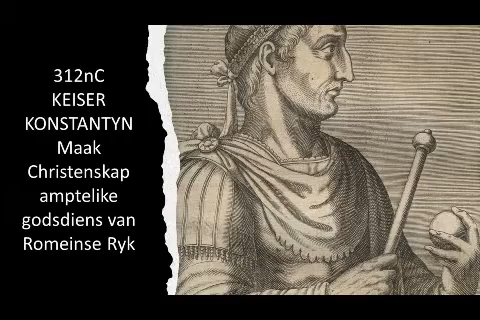 312nC
KEISER
KONSTANTYN
Maak
Christenskap
amptelike
godsdiens van
Romeinse Ryk